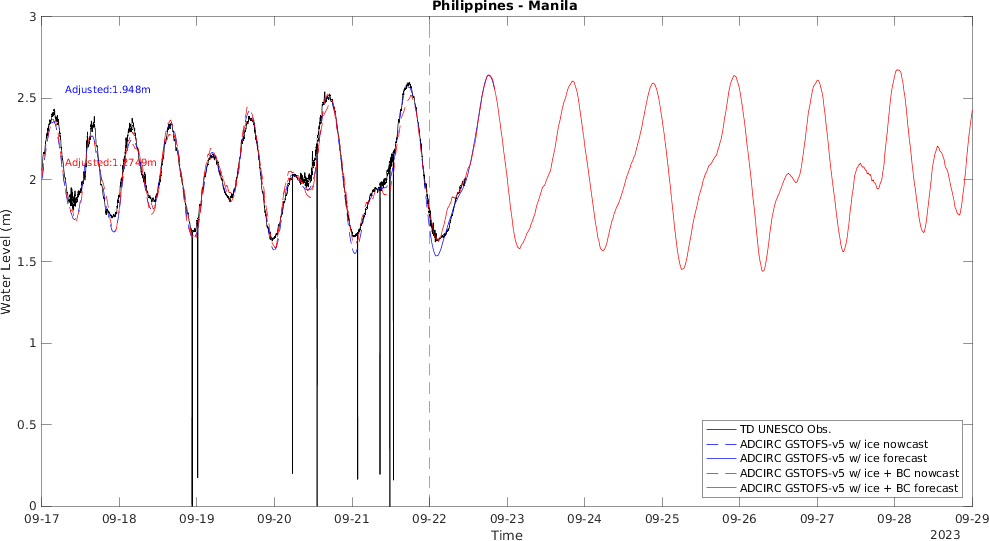 Philippines - Manila
3
Adjusted:1.948m
2.5
Adjusted:1.2749m
2
1.5
1
0.5
0
Water Level (m)
TD UNESCO Obs.
ADCIRC GSTOFS-v5 w/ ice nowcast
ADCIRC GSTOFS-v5 w/ ice forecast
ADCIRC GSTOFS-v5 w/ ice + BC nowcast
ADCIRC GSTOFS-v5 w/ ice + BC forecast
09-17 09-18 09-19 09-20 09-21 09-22 09-23 09-24 09-25 09-26 09-27 09-28 09-29
Time
2023